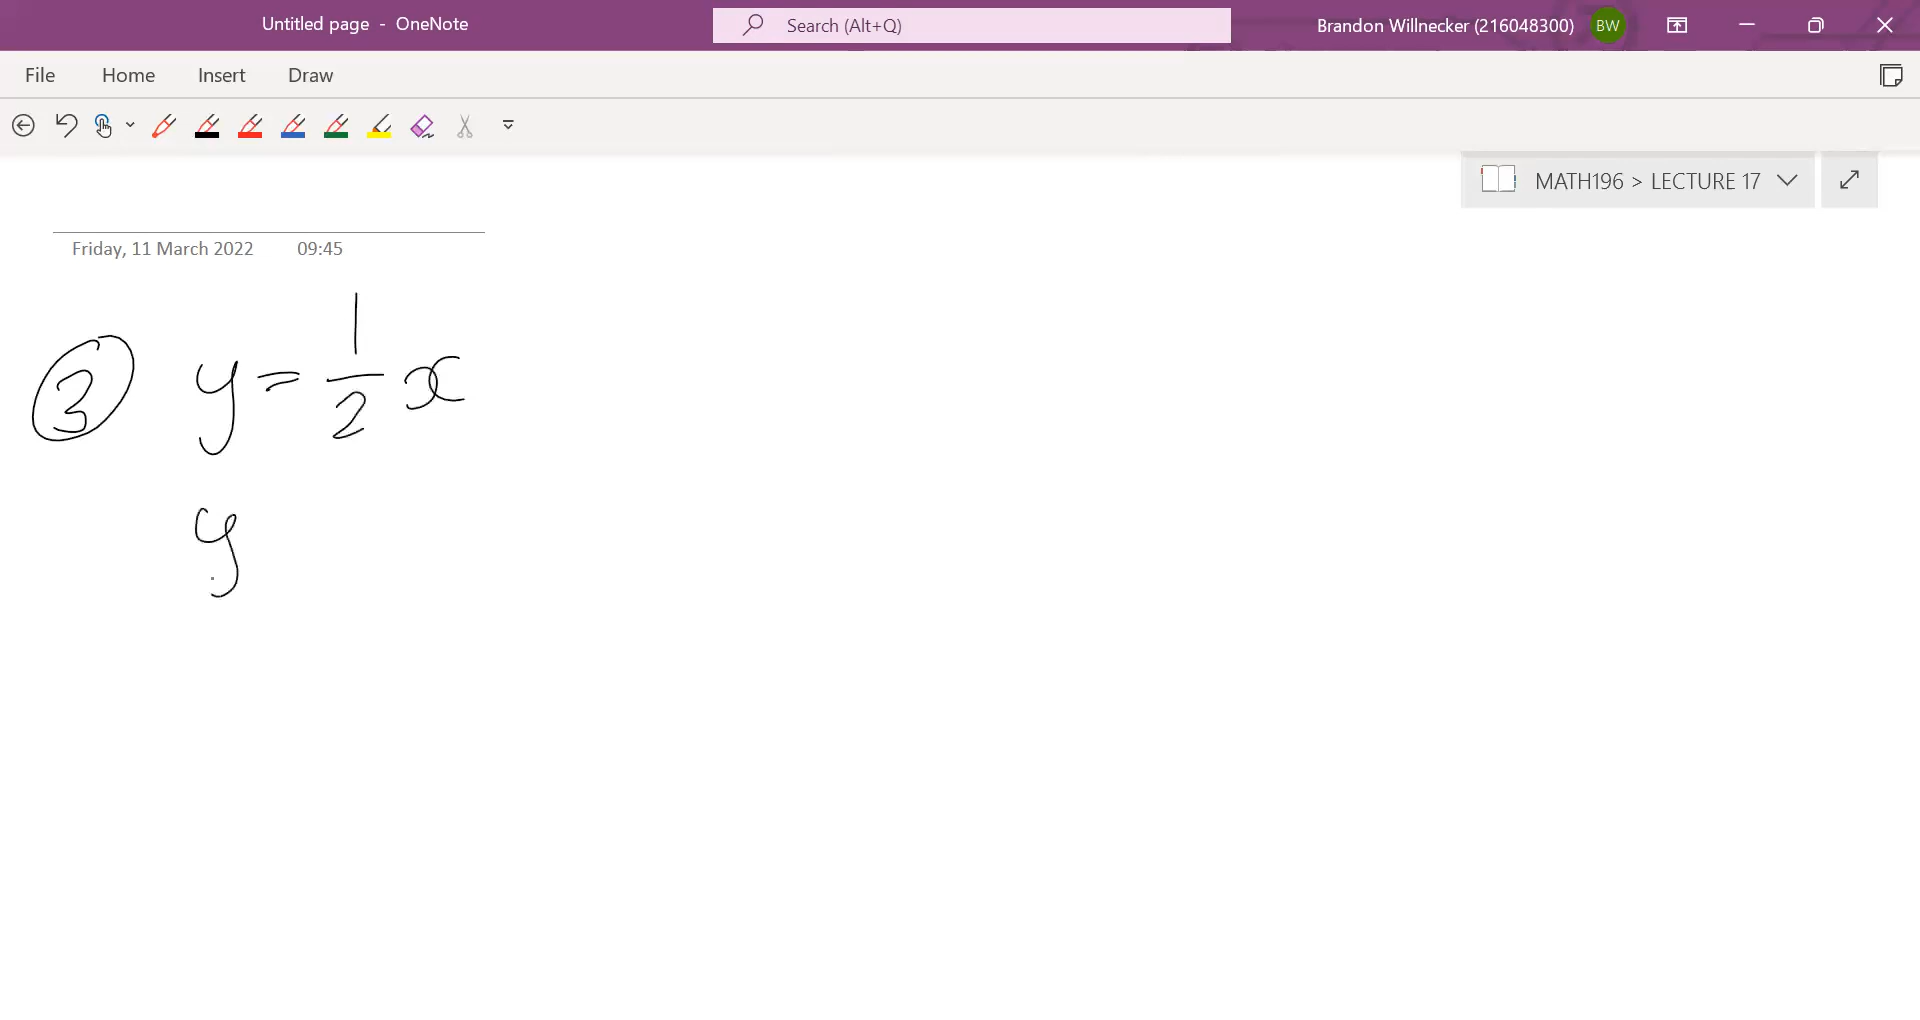 Untitled page - OneNote
Search (Alt+Q)
Brandon Willnecker (216048300)
BW
File Home Insert Draw
MATH196 > LECTURE 17
Friday, 11 March 2022 09:45
③ y = 1/2 x
y